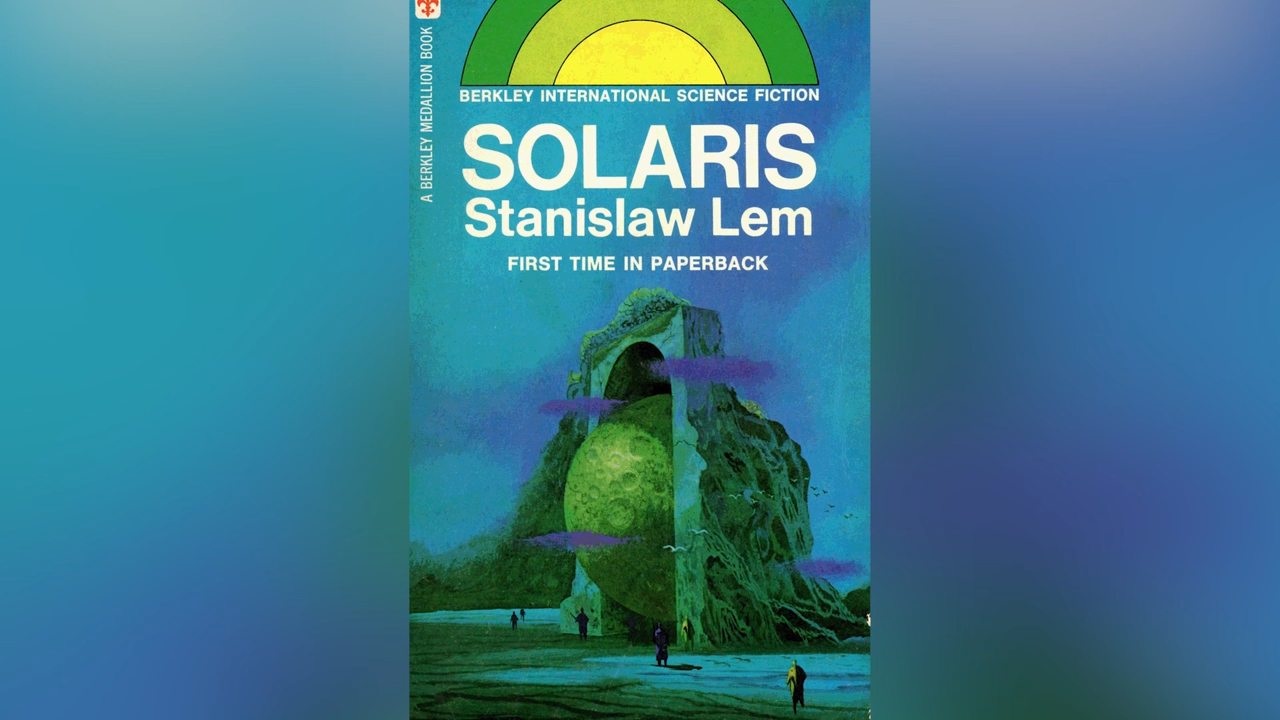 A BERKLEY MEDALLION BOOK
BERKLEY INTERNATIONAL SCIENCE FICTION
SOLARIS
Stanislaw Lem
FIRST TIME IN PAPERBACK